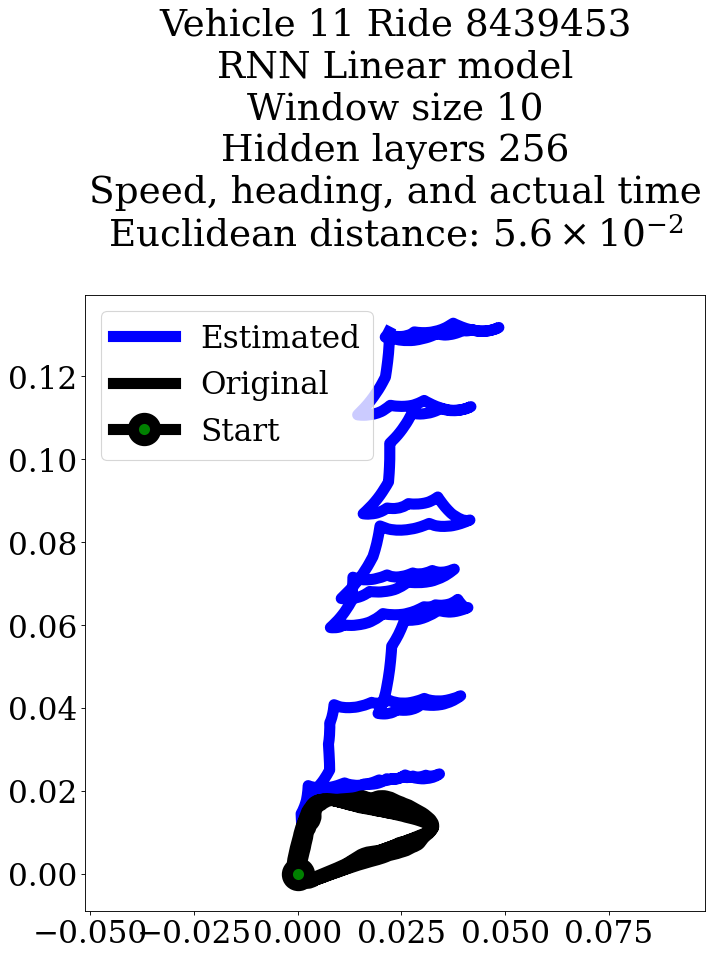 Vehicle 11 Ride 8439453
RNN Linear model
Window size 10
Hidden layers 256
Speed, heading, and actual time
Euclidean distance: 5.6 × 10⁻²
Estimated
Original
Start
0.12
0.10
0.08
0.06
0.04
0.02
0.00
−0.050 −0.025 0.000 0.025 0.050 0.075